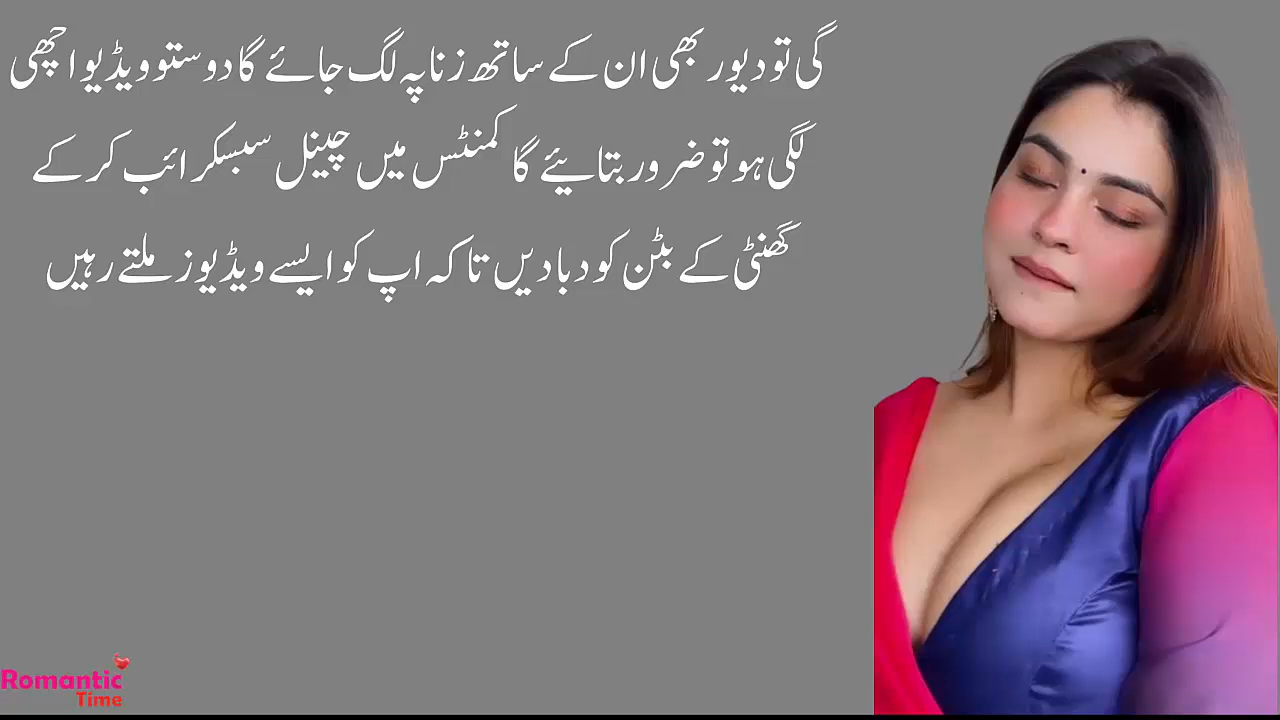 گی تو دیور بھی ان کے ساتھ زنا پہ لگ جائے گا دوستو ویڈیو اچھی
لگی ہو تو ضرور بتائیے گا کمنٹس میں چینل سبسکرائب کر کے
گھنٹی کے بٹن کو دبا دیں تاکہ اپ کو ایسے ویڈیوز ملتے رہیں
Romantic
Time